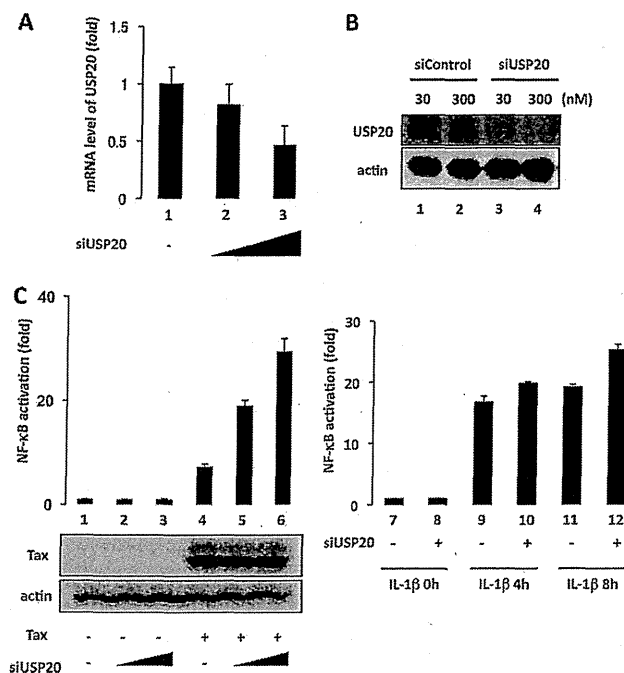 A
mRNA level of USP20 (fold)
1.5
1
0.5
0
1 2 3
siUSP20 -
B
siControl siUSP20
30 300 30 300 (nM)
USP20
actin
1 2 3 4
C
NF-κB activation (fold)
40
20
0
1 2 3 4 5 6
Tax
actin
Tax - - - + + +
siUSP20 - -
NF-κB activation (fold)
30
20
10
0
7 8 9 10 11 12
siUSP20 - + - + - +
IL-1β 0h IL-1β 4h IL-1β 8h